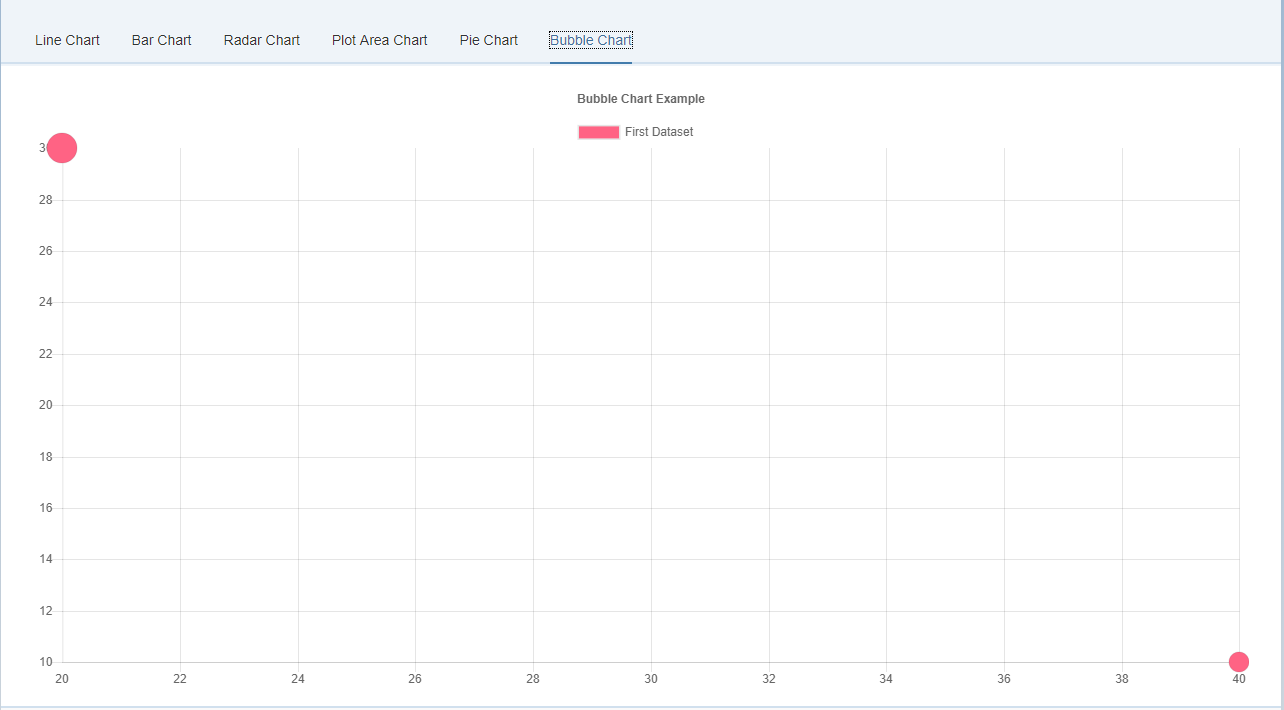 Line Chart Bar Chart Radar Chart Plot Area Chart Pie Chart Bubble Chart
Bubble Chart Example
First Dataset
3
28
26
24
22
20
18
16
14
12
10
20 22 24 26 28 30 32 34 36 38 40